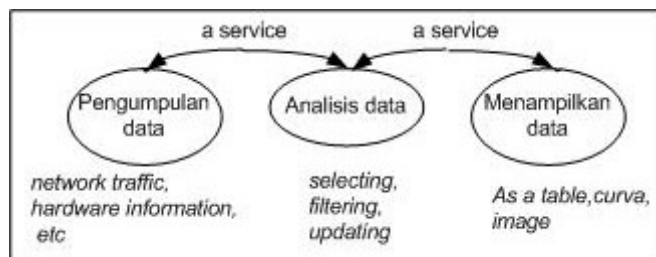 a service
a service
Pengumpulan
data
Analisis data
Menampilkan
data
network traffic,
hardware information,
etc
selecting,
filtering,
updating
As a table,curva,
image